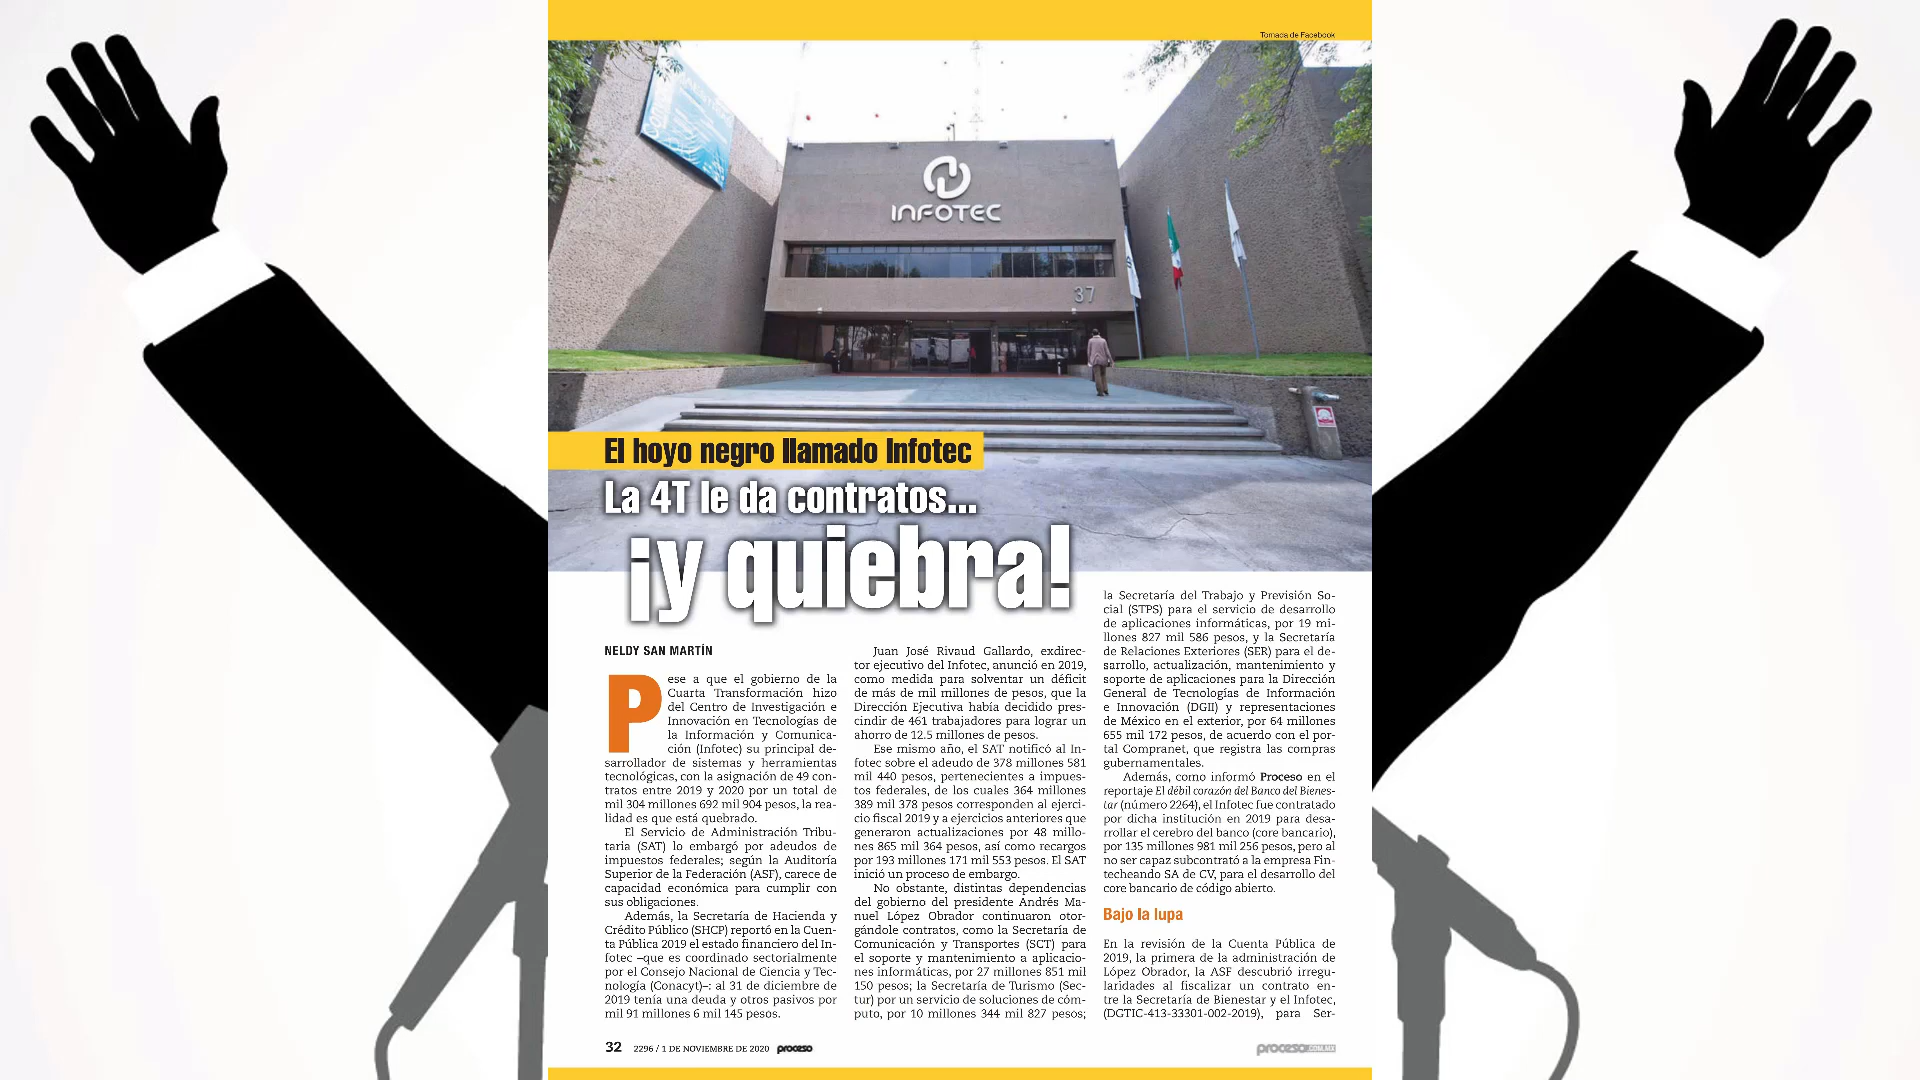 Tomada de Facebook
INFOTEC
37
El hoyo negro llamado Infotec
La 4T le da contratos...
¡y quiebra!
NELDY SAN MARTÍN
Pese a que el gobierno de la
Cuarta Transformación hizo
del Centro de Investigación e
Innovación en Tecnologías de
la Información y Comunica-
ción (Infotec) su principal de-
sarrollador de sistemas y herramientas
tecnológicas, con la asignación de 49 con-
tratos entre 2019 y 2020 por un total de
mil 304 millones 692 mil 904 pesos, la rea-
lidad es que está quebrado.
El Servicio de Administración Tribu-
taria (SAT) lo embargó por adeudos de
impuestos federales; según la Auditoría
Superior de la Federación (ASF), carece de
capacidad económica para cumplir con
sus obligaciones.
Además, la Secretaría de Hacienda y
Crédito Público (SHCP) reportó en la Cuen-
ta Pública 2019 el estado financiero del In-
fotec –que es coordinado sectorialmente
por el Consejo Nacional de Ciencia y Tec-
nología (Conacyt)–: al 31 de diciembre de
2019 tenía una deuda y otros pasivos por
mil 91 millones 6 mil 145 pesos.
Juan José Rivaud Gallardo, exdirec-
tor ejecutivo del Infotec, anunció en 2019,
como medida para solventar un déficit
de más de mil millones de pesos, que la
Dirección Ejecutiva había decidido pres-
cindir de 461 trabajadores para lograr un
ahorro de 12.5 millones de pesos.
Ese mismo año, el SAT notificó al In-
fotec sobre el adeudo de 378 millones 581
mil 440 pesos, pertenecientes a impues-
tos federales, de los cuales 364 millones
389 mil 378 pesos corresponden al ejerci-
cio fiscal 2019 y a ejercicios anteriores que
generaron actualizaciones por 48 millo-
nes 865 mil 364 pesos, así como recargos
por 193 millones 171 mil 553 pesos. El SAT
inició un proceso de embargo.
No obstante, distintas dependencias
del gobierno del presidente Andrés Ma-
nuel López Obrador continuaron otor-
gándole contratos, como la Secretaría de
Comunicación y Transportes (SCT) para
el soporte y mantenimiento a aplicacio-
nes informáticas, por 27 millones 851 mil
150 pesos; la Secretaría de Turismo (Sec-
tur) por un servicio de soluciones de cóm-
puto, por 10 millones 344 mil 827 pesos;
la Secretaría del Trabajo y Previsión So-
cial (STPS) para el servicio de desarrollo
de aplicaciones informáticas, por 19 mi-
llones 827 mil 586 pesos, y la Secretaría
de Relaciones Exteriores (SER) para el de-
sarrollo, actualización, mantenimiento y
soporte de aplicaciones para la Dirección
General de Tecnologías de Información
e Innovación (DGII) y representaciones
de México en el exterior, por 64 millones
655 mil 172 pesos, de acuerdo con el por-
tal Compranet, que registra las compras
gubernamentales.
Además, como informó Proceso en el
reportaje El débil corazón del Banco del Bienes-
tar (número 2264), el Infotec fue contratado
por dicha institución en 2019 para desa-
rrollar el cerebro del banco (core bancario),
por 135 millones 981 mil 256 pesos, pero al
no ser capaz subcontrató a la empresa Fin-
techeando SA de CV, para el desarrollo del
core bancario de código abierto.
Bajo la lupa
En la revisión de la Cuenta Pública de
2019, la primera de la administración de
López Obrador, la ASF descubrió irregu-
laridades al fiscalizar un contrato en-
tre la Secretaría de Bienestar y el Infotec,
(DGTIC-413-33301-002-2019), para Ser-
32 2296 / 1 DE NOVIEMBRE DE 2020 proceso
proceso.com.mx